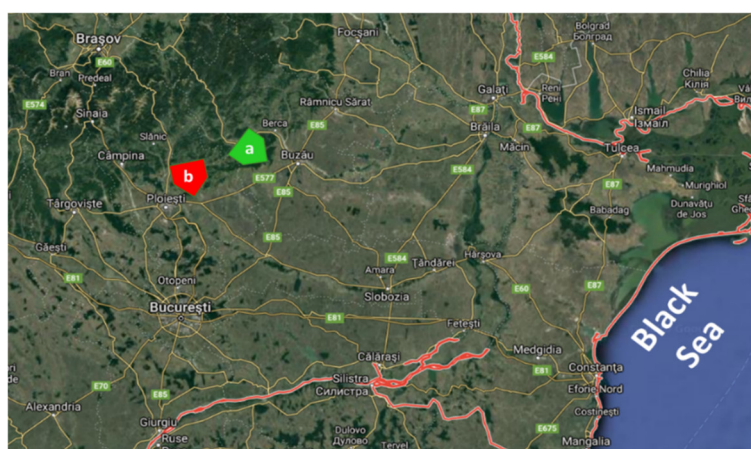 Brașov
E60
Bran
Predeal
E574
Sinaia
Slănic
Câmpina
Târgoviște
Ploiești
b
a
Berca
Buzău
E577
E85
Râmnicu Sărat
E85
Focșani
E584
Bolgrad
Болград
Galați
E87
Reni
Рені
Brăila
E87
Măcin
E584
Chilia
Кілія
Ismail
Ізмаїл
Tulcea
Mahmudia
Murighiol
E87
Dunavățu
de Jos
Babadag
Găești
E81
Otopeni
București
E85
E584
Țăndărei
Amara
Slobozia
Hârșova
E60
E87
E81
Fetești
Medgidia
E81
Constanța
Eforie Nord
Costinești
E675
Mangalia
Călărași
Silistra
Силистра
Dulovo
Дулово
Tervel
E70
Alexandria
E85
Giurgiu
Ruse
Black
Sea